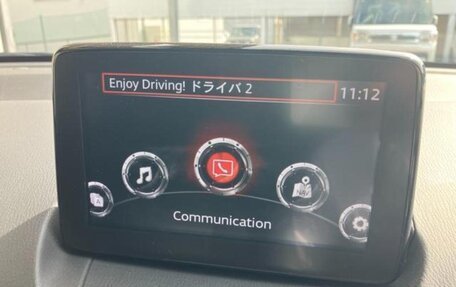 Enjoy Driving! ドライバ 2
11:12
Communication